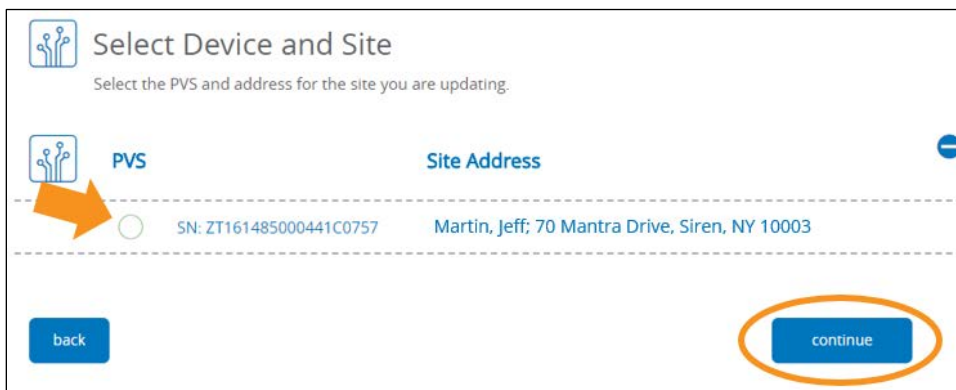 Select Device and Site
Select the PVS and address for the site you are updating.
PVS Site Address
SN: ZT161485000441C0757 Martin, Jeff; 70 Mantra Drive, Siren, NY 10003
back continue